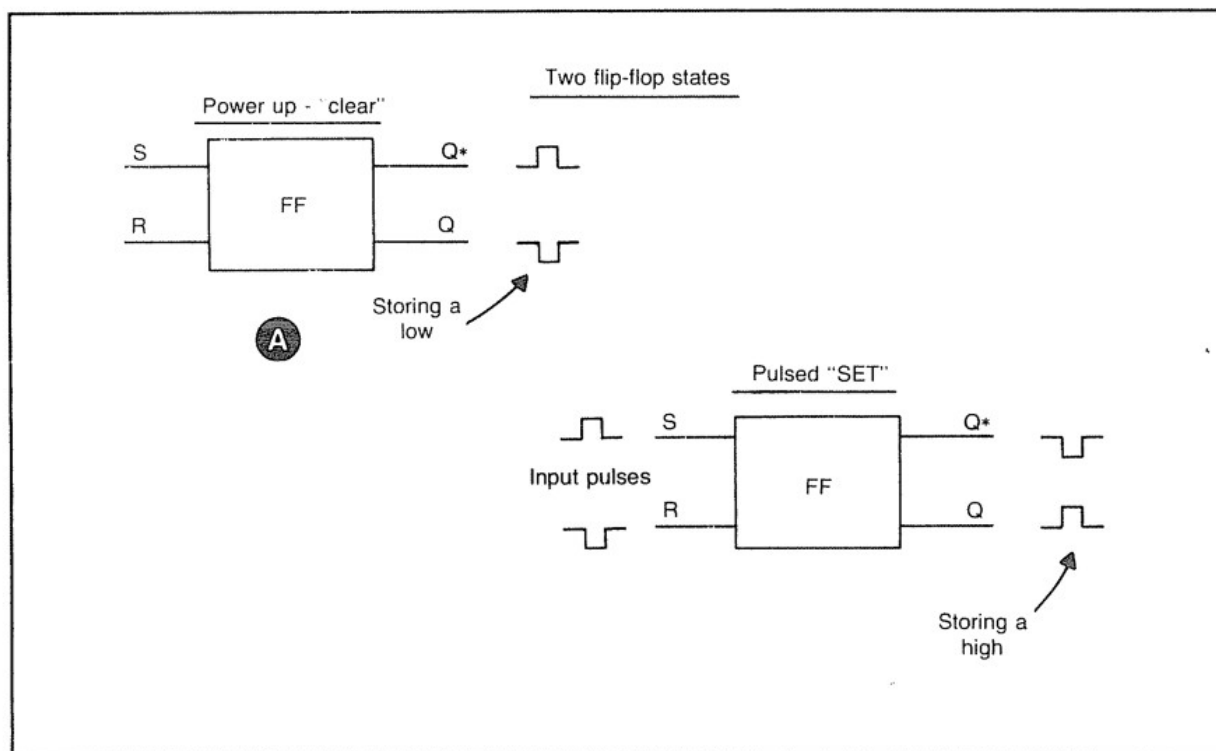 Two flip-flop states
Power up - "clear"
S
Q*
FF
R
Q
Storing a
low
A
Pulsed "SET"
S
Q*
Input pulses
FF
R
Q
Storing a
high